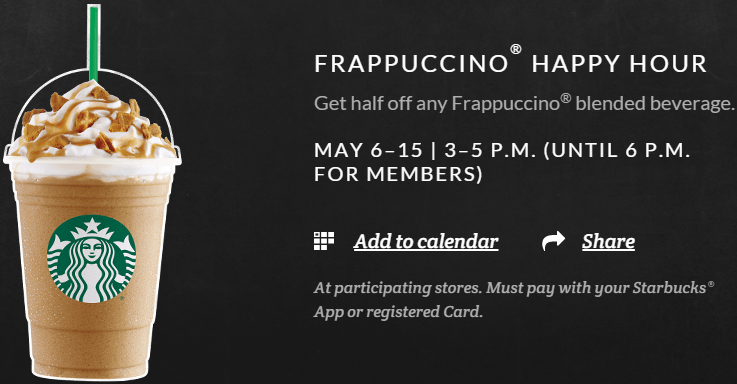 FRAPPUCCINO® HAPPY HOUR
Get half off any Frappuccino® blended beverage.
MAY 6–15 | 3–5 P.M. (UNTIL 6 P.M.
FOR MEMBERS)
Add to calendar
Share
At participating stores. Must pay with your Starbucks®
App or registered Card.